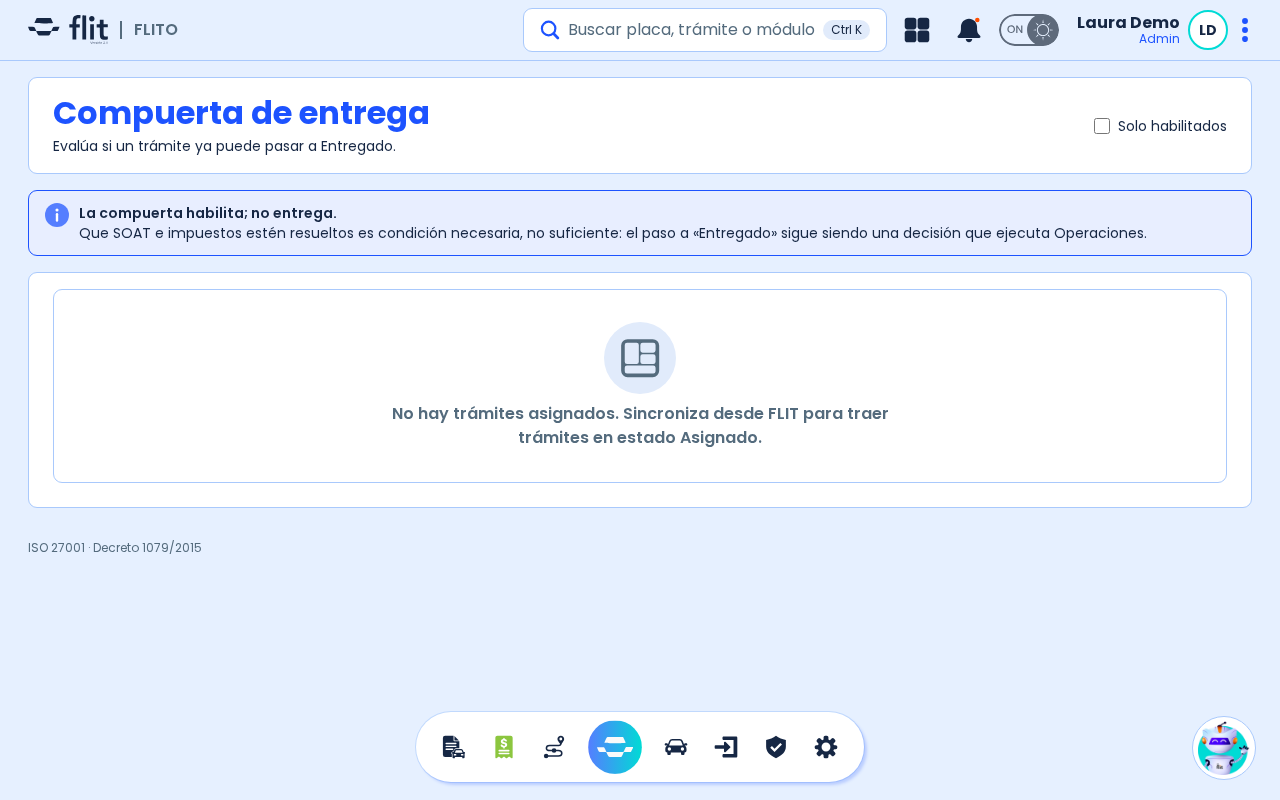 flit
FLITO
Buscar placa, trámite o módulo
Ctrl K
ON
Laura Demo
Admin
LD
Compuerta de entrega
Evalúa si un trámite ya puede pasar a Entregado.
Solo habilitados
La compuerta habilita; no entrega.
Que SOAT e impuestos estén resueltos es condición necesaria, no suficiente: el paso a «Entregado» sigue siendo una decisión que ejecuta Operaciones.
No hay trámites asignados. Sincroniza desde FLIT para traer
trámites en estado Asignado.
ISO 27001 · Decreto 1079/2015